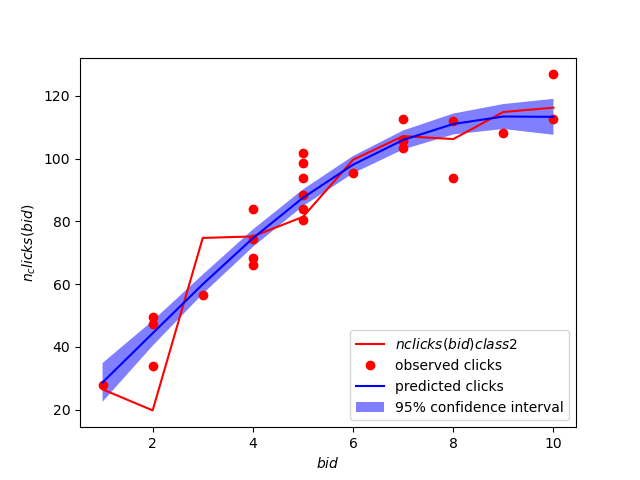 120
100
80
60
40
20
n_clicks(bid)
2
4
6
8
10
bid
nclicks(bid)class2
observed clicks
predicted clicks
95% confidence interval